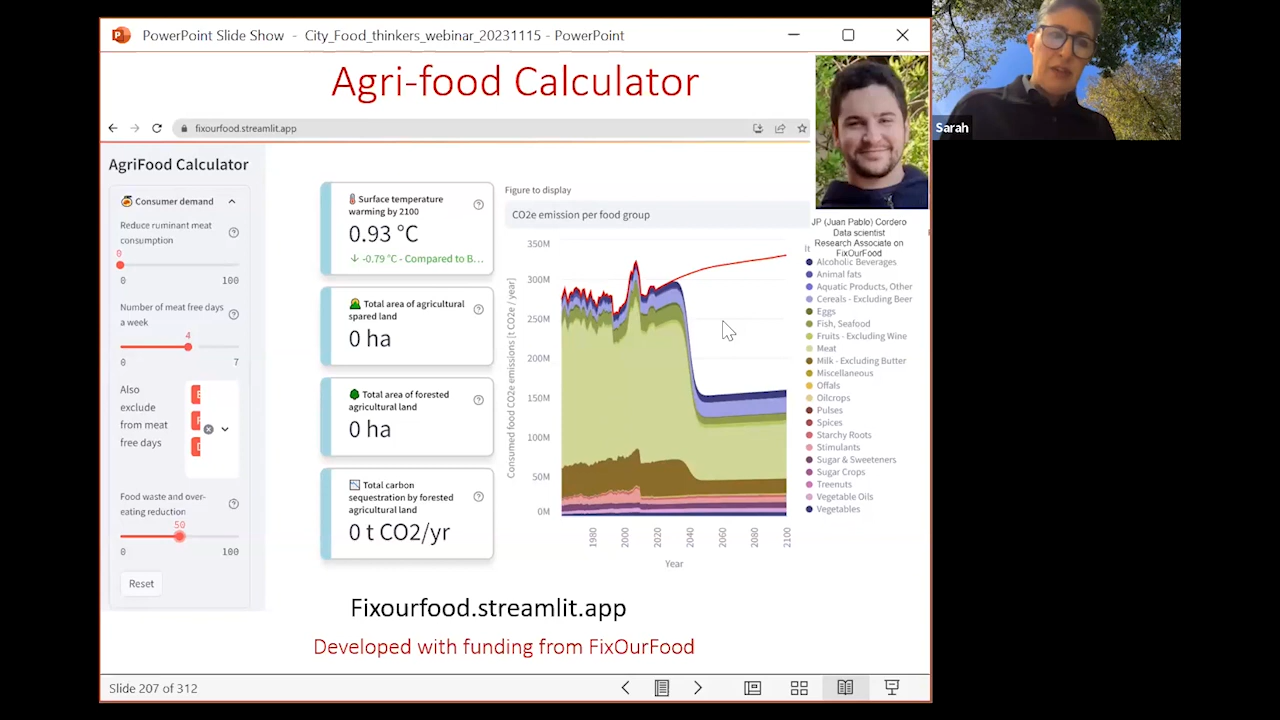 PowerPoint Slide Show - City_Food_thinkers_webinar_20231115 - PowerPoint
Agri-food Calculator
fixourfood.streamlit.app
AgriFood Calculator
Consumer demand
Reduce ruminant meat
consumption
0
0 100
Number of meat free days
a week
4
0 7
Also
exclude
from meat
free days
Food waste and over-
eating reduction
50
0 100
Reset
Surface temperature
warming by 2100
0.93 °C
-0.79 °C - Compared to B...
Total area of agricultural
spared land
0 ha
Total area of forested
agricultural land
0 ha
Total carbon
sequestration by forested
agricultural land
0 t CO2/yr
Figure to display
CO2e emission per food group
Consumed food CO2e emissions [t CO2e / year]
350M
300M
250M
200M
150M
100M
50M
0M
1980 2000 2020 2040 2060 2080 2100
Year
JP (Juan Pablo) Cordero
Data scientist
Research Associate on
FixOurFood
It
Alcoholic Beverages
Animal fats
Aquatic Products, Other
Cereals - Excluding Beer
Eggs
Fish, Seafood
Fruits - Excluding Wine
Meat
Milk - Excluding Butter
Miscellaneous
Offals
Oilcrops
Pulses
Spices
Starchy Roots
Stimulants
Sugar & Sweeteners
Sugar Crops
Treenuts
Vegetable Oils
Vegetables
Fixourfood.streamlit.app
Developed with funding from FixOurFood
Slide 207 of 312
Sarah